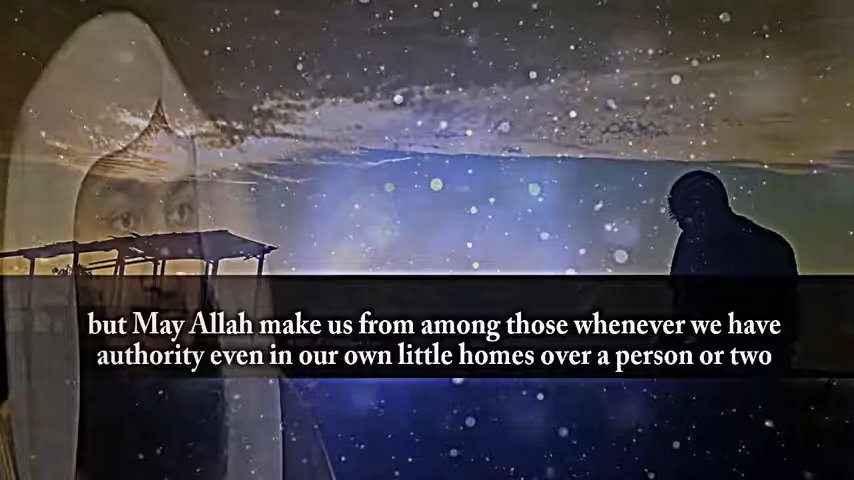 but May Allah make us from among those whenever we have
authority even in our own little homes over a person or two